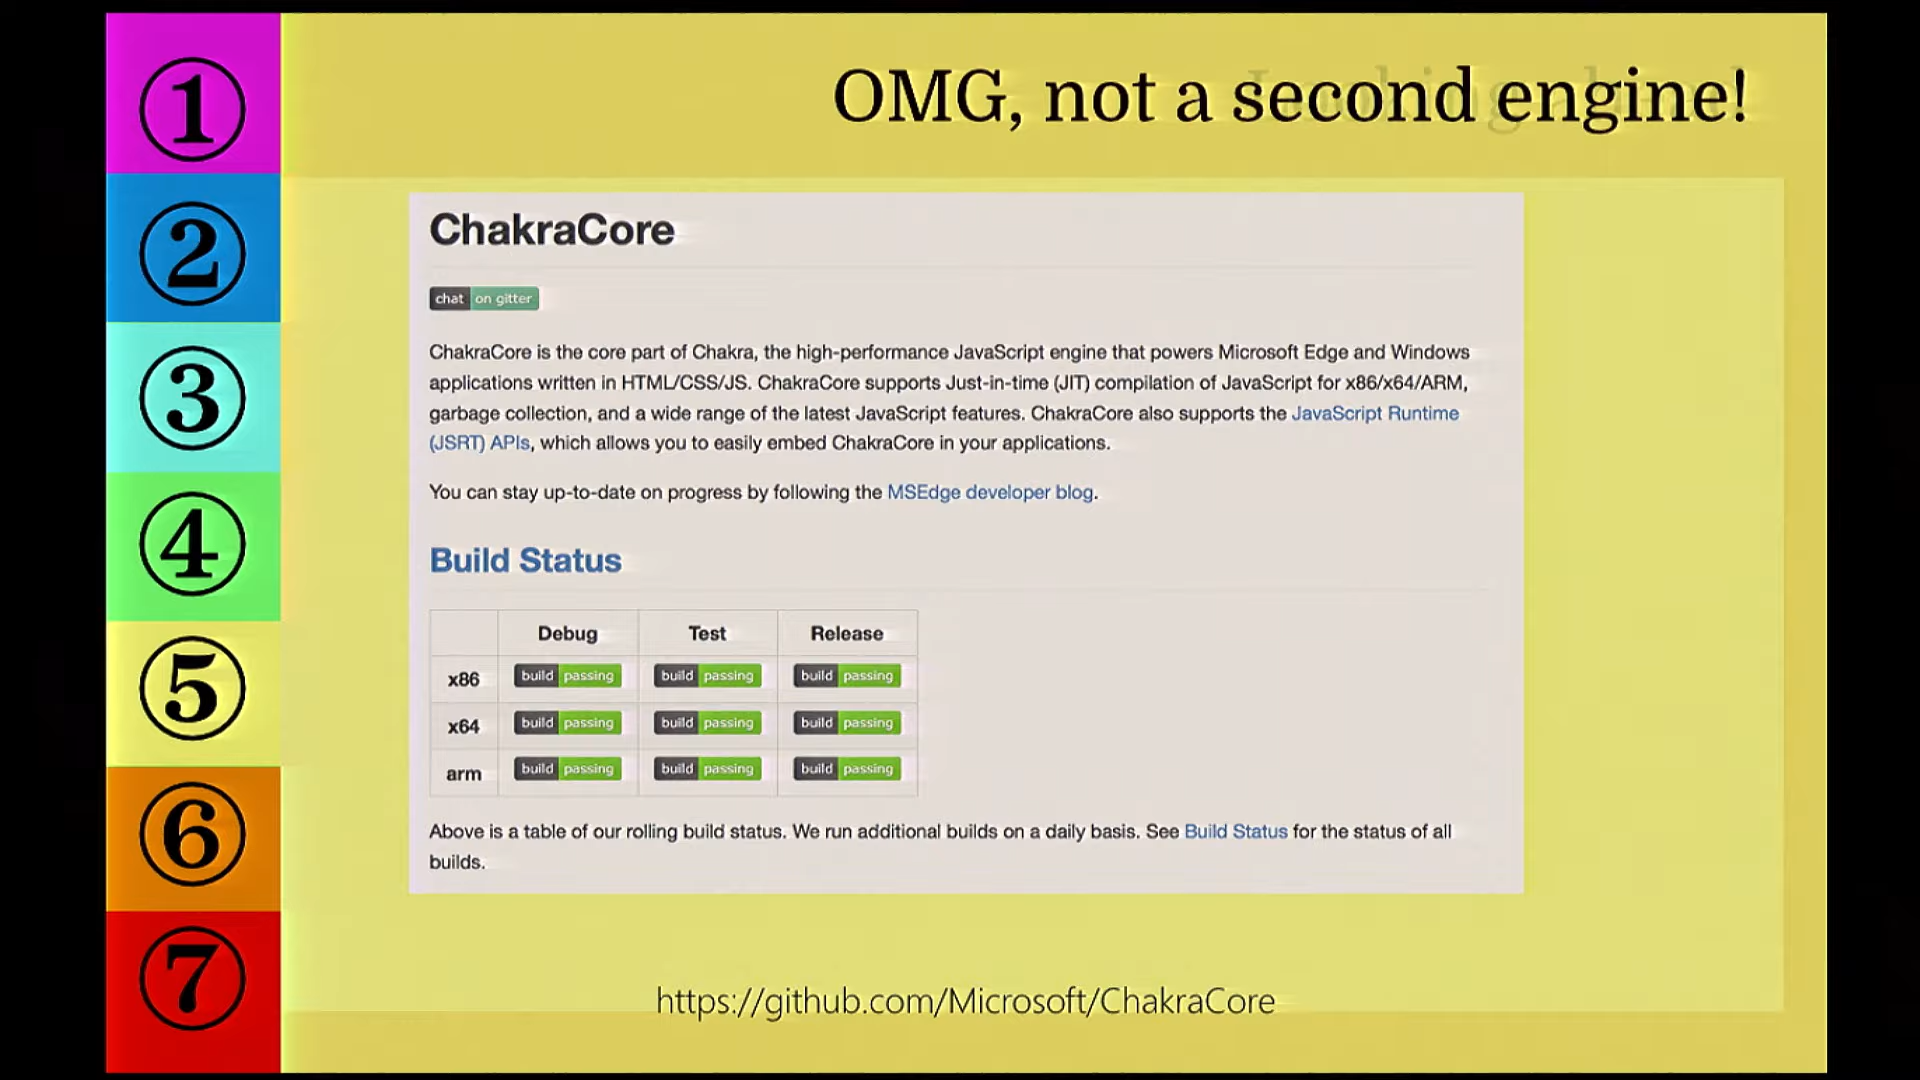 OMG, not a second engine!
1
2
3
4
5
6
7
ChakraCore
chat on gitter
ChakraCore is the core part of Chakra, the high-performance JavaScript engine that powers Microsoft Edge and Windows
applications written in HTML/CSS/JS. ChakraCore supports Just-in-time (JIT) compilation of JavaScript for x86/x64/ARM,
garbage collection, and a wide range of the latest JavaScript features. ChakraCore also supports the JavaScript Runtime
(JSRT) APIs, which allows you to easily embed ChakraCore in your applications.
You can stay up-to-date on progress by following the MSEdge developer blog.
Build Status
Debug Test Release
x86 build passing build passing build passing
x64 build passing build passing build passing
arm build passing build passing build passing
Above is a table of our rolling build status. We run additional builds on a daily basis. See Build Status for the status of all
builds.
https://github.com/Microsoft/ChakraCore